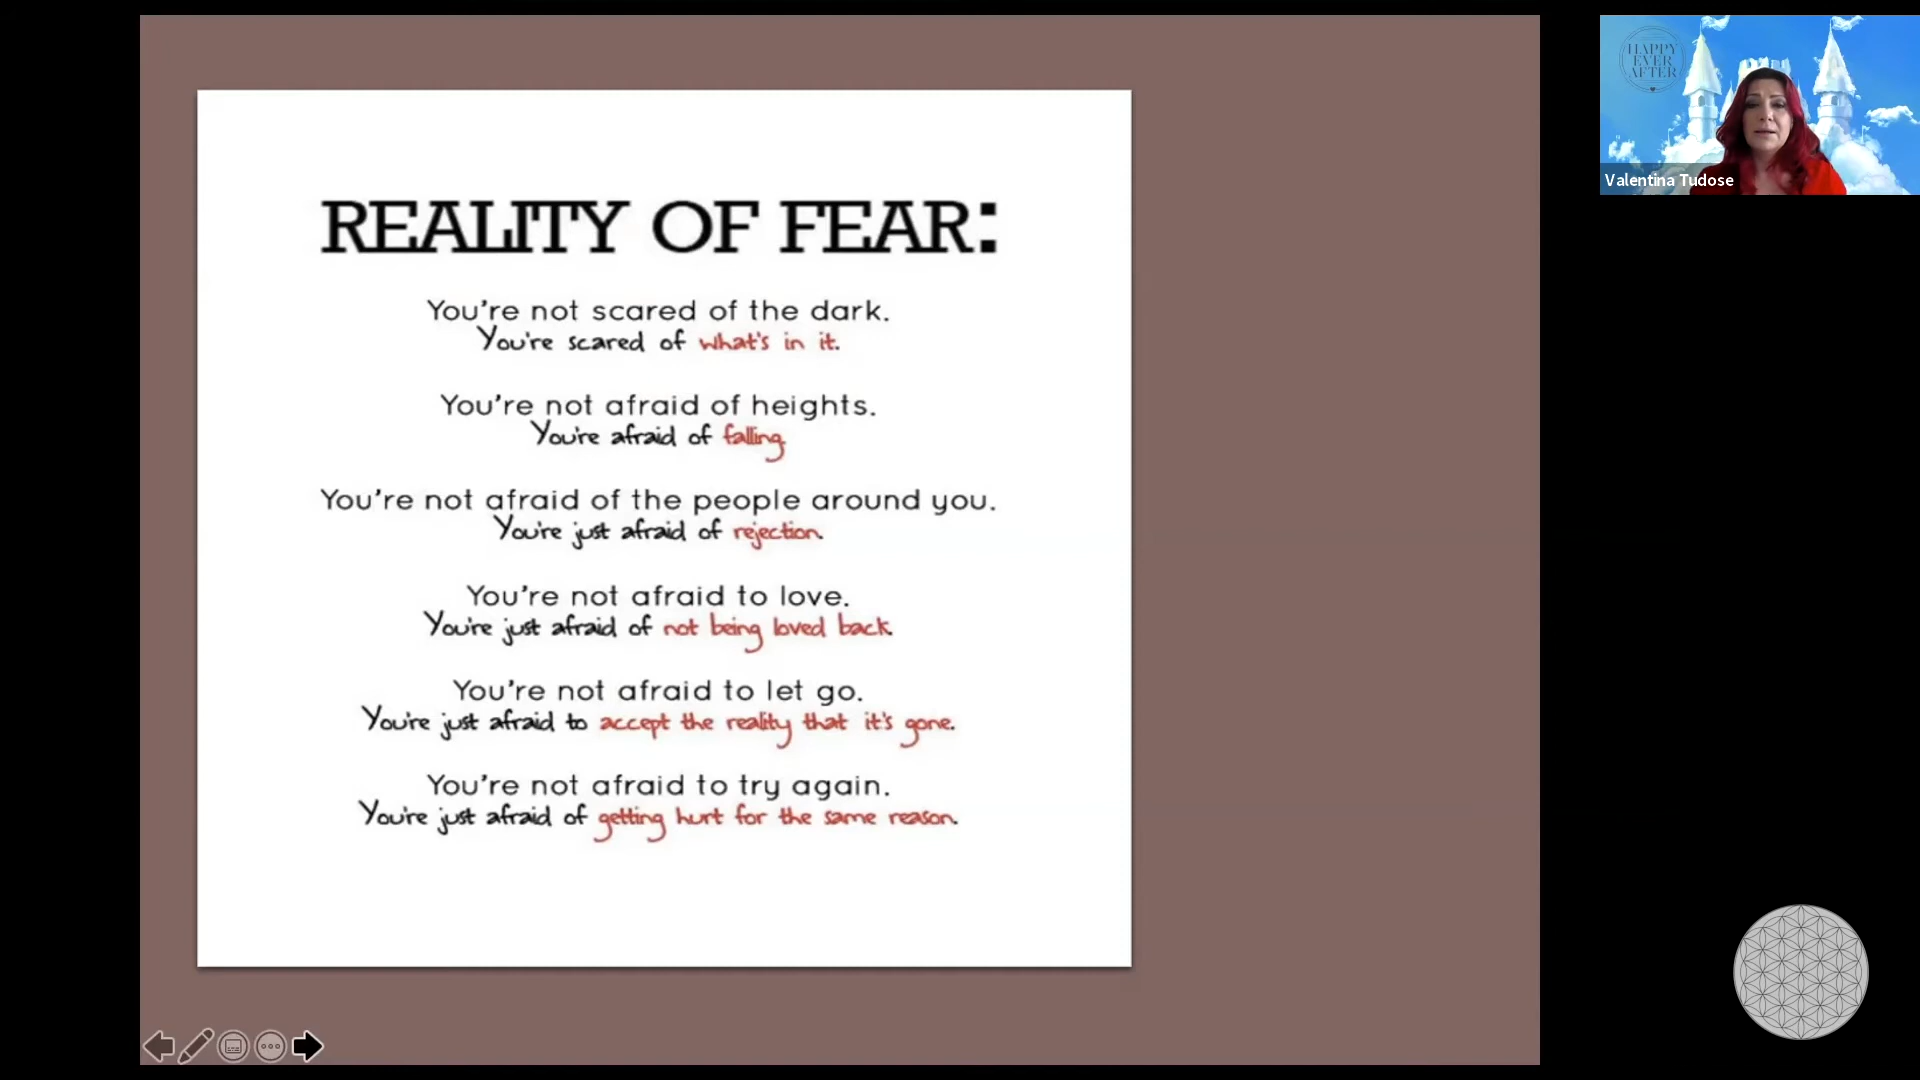 REALITY OF FEAR:
You're not scared of the dark.
You're scared of what's in it.
You're not afraid of heights.
You're afraid of falling.
You're not afraid of the people around you.
You're just afraid of rejection.
You're not afraid to love.
You're just afraid of not being loved back.
You're not afraid to let go.
You're just afraid to accept the reality that it's gone.
You're not afraid to try again.
You're just afraid of getting hurt for the same reason.
HAPPY
EVER
AFTER
Valentina Tudose